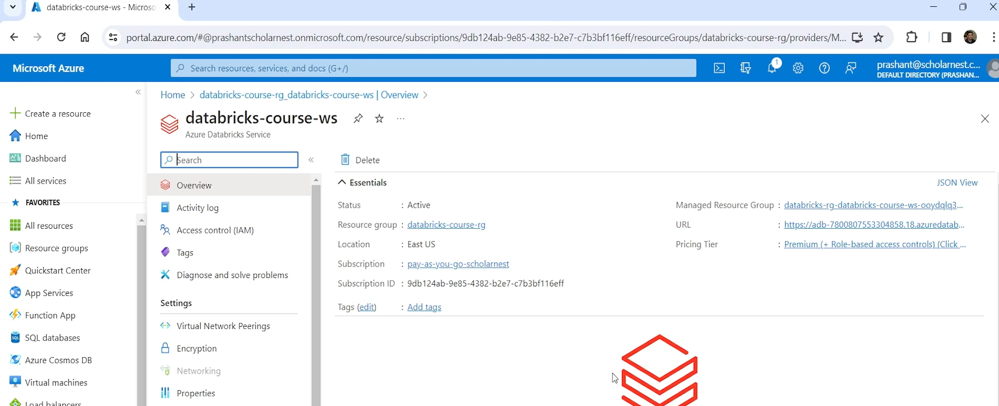 databricks-course-ws - Microso
portal.azure.com/#@prashantscholarnest.onmicrosoft.com/resource/subscriptions/9db124ab-9e85-4382-b2e7-c7b3bf116eff/resourceGroups/databricks-course-rg/providers/M...
Microsoft Azure
Search resources, services, and docs (G+/)
1
prashant@scholarnest.c...
DEFAULT DIRECTORY (PRASHAN...
Home > databricks-course-rg_databricks-course-ws | Overview >
databricks-course-ws
Azure Databricks Service
Create a resource
Home
Dashboard
All services
FAVORITES
All resources
Resource groups
Quickstart Center
App Services
Function App
SQL databases
Azure Cosmos DB
Virtual machines
Load balancers
Search
Overview
Activity log
Access control (IAM)
Tags
Diagnose and solve problems
Settings
Virtual Network Peerings
Encryption
Networking
Properties
Delete
Essentials
JSON View
Status : Active
Resource group : databricks-course-rg
Location : East US
Subscription : pay-as-you-go-scholarnest
Subscription ID : 9db124ab-9e85-4382-b2e7-c7b3bf116eff
Tags (edit) : Add tags
Managed Resource Group : databricks-rg-databricks-course-ws-ooydqlq3...
URL : https://adb-7800807553304858.18.azuredatab...
Pricing Tier : Premium (+ Role-based access controls) (Click ...